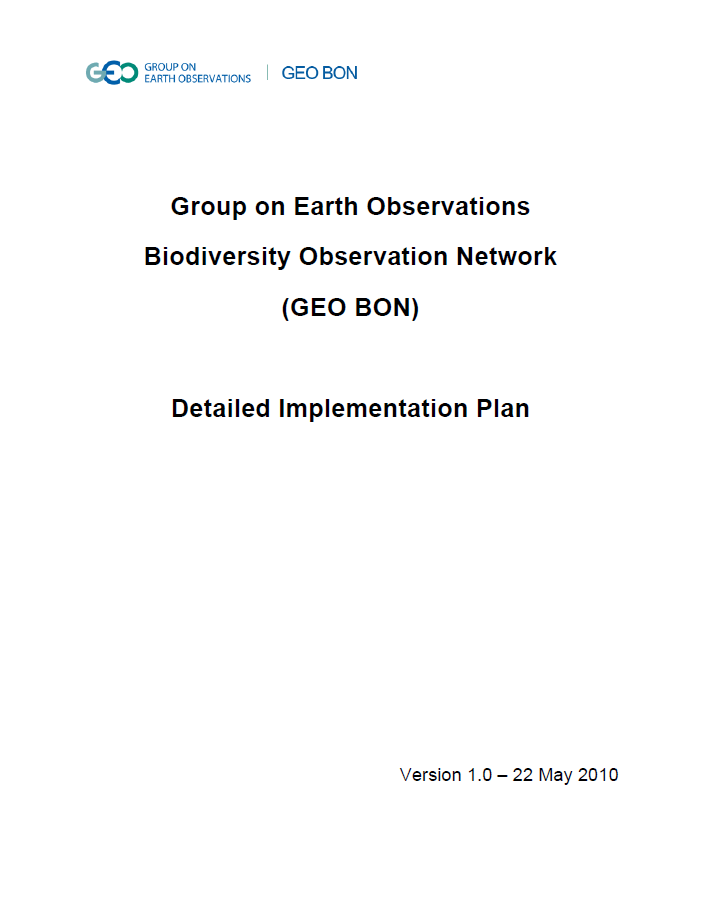 GEO GROUP ON
EARTH OBSERVATIONS | GEO BON
Group on Earth Observations
Biodiversity Observation Network
(GEO BON)
Detailed Implementation Plan
Version 1.0 – 22 May 2010